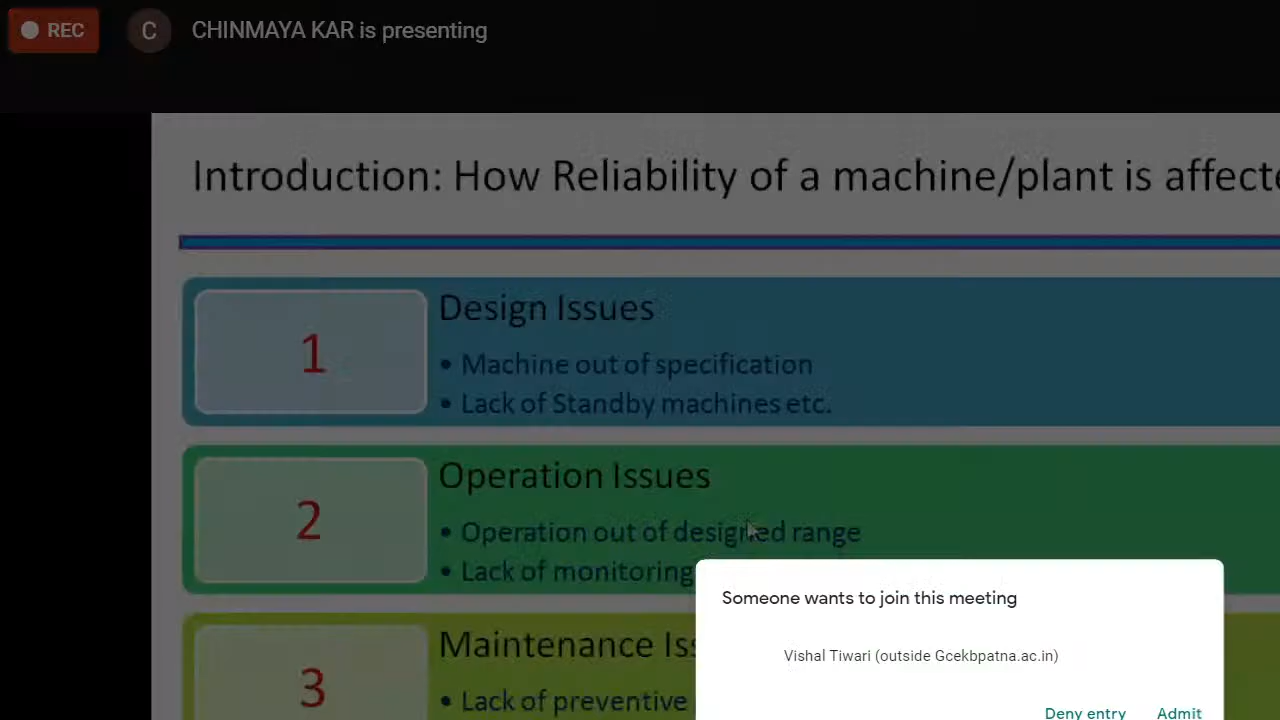 REC
C
CHINMAYA KAR is presenting
Introduction: How Reliability of a machine/plant is
1
Design Issues
• Machine out of specification
• Lack of Standby machines etc.
2
Operation Issues
• Operation out of designed range
• Lack of monitoring
3
Maintenance
• Lack of preventive
Someone wants to join this meeting
Vishal Tiwari (outside Gcekbpatna.ac.in)
Deny entry
Admit